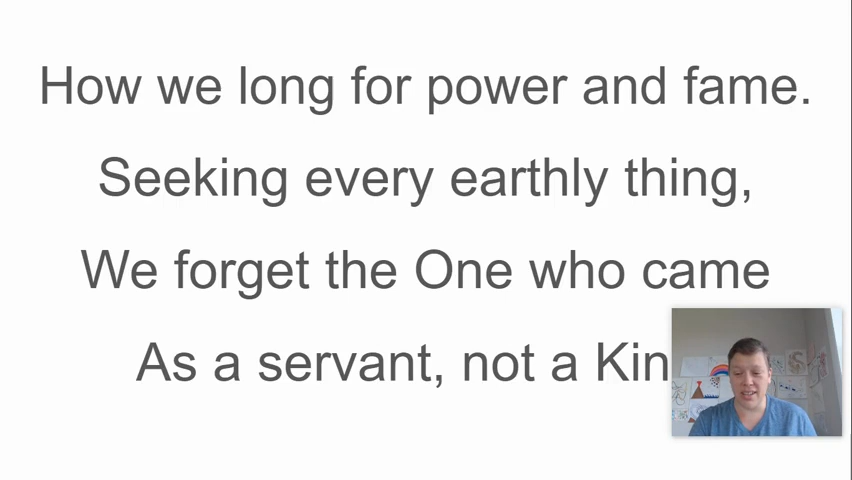 How we long for power and fame.
Seeking every earthly thing,
We forget the One who came
As a servant, not a Kin